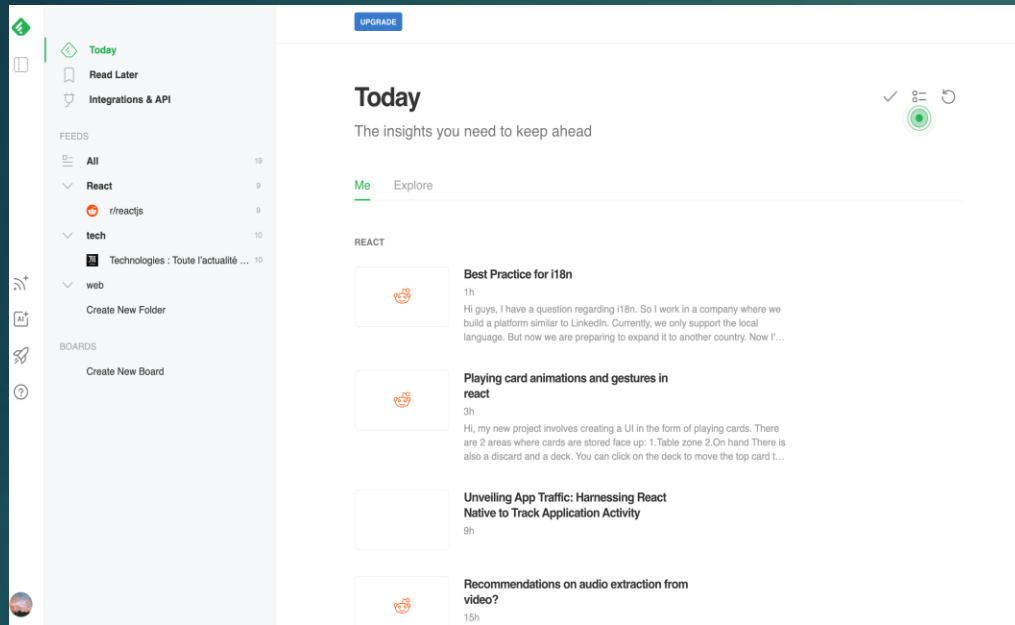 UPGRADE
Today
Read Later
Integrations & API
FEEDS
All 19
React 9
r/reactjs 9
tech 10
Technologies : Toute l'actualité ... 10
web
Create New Folder
BOARDS
Create New Board
AI
Today
The insights you need to keep ahead
Me Explore
REACT
Best Practice for i18n
1h
Hi guys, I have a question regarding i18n. So I work in a company where we
build a platform similar to LinkedIn. Currently, we only support the local
language. But now we are preparing to expand it to another country. Now I'...
Playing card animations and gestures in
react
3h
Hi, my new project involves creating a UI in the form of playing cards. There
are 2 areas where cards are stored face up: 1.Table zone 2.On hand There is
also a discard and a deck. You can click on the deck to move the top card t...
Unveiling App Traffic: Harnessing React
Native to Track Application Activity
9h
Recommendations on audio extraction from
video?
15h